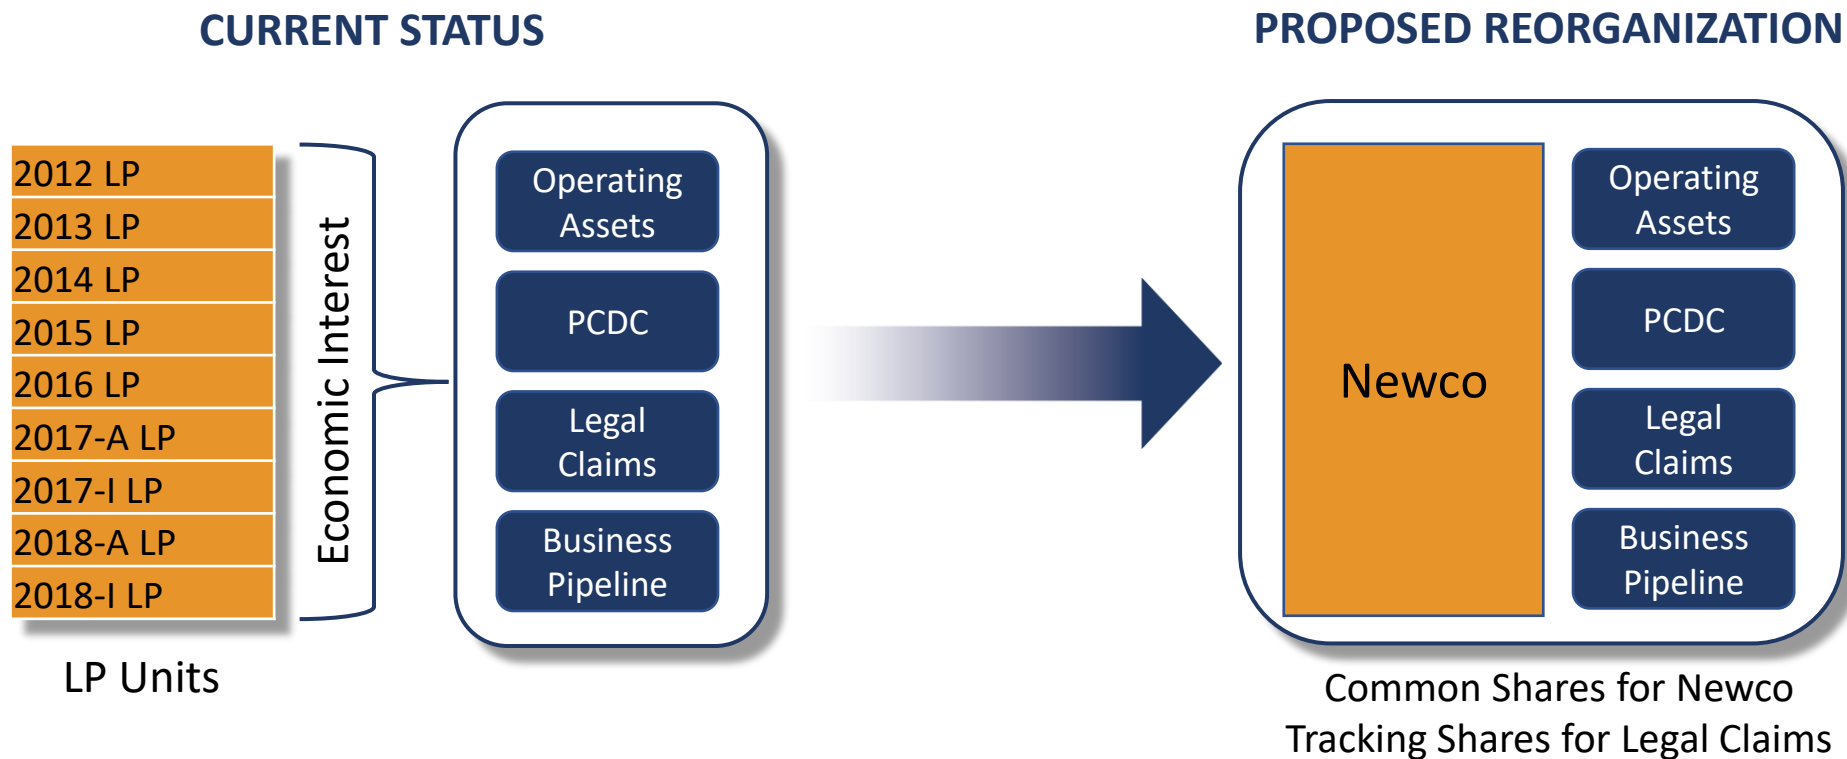 CURRENT STATUS
2012 LP
2013 LP
2014 LP
2015 LP
2016 LP
2017-A LP
2017-I LP
2018-A LP
2018-I LP
LP Units
Economic Interest
Operating
Assets
PCDC
Legal
Claims
Business
Pipeline
PROPOSED REORGANIZATION
Newco
Operating
Assets
PCDC
Legal
Claims
Business
Pipeline
Common Shares for Newco
Tracking Shares for Legal Claims